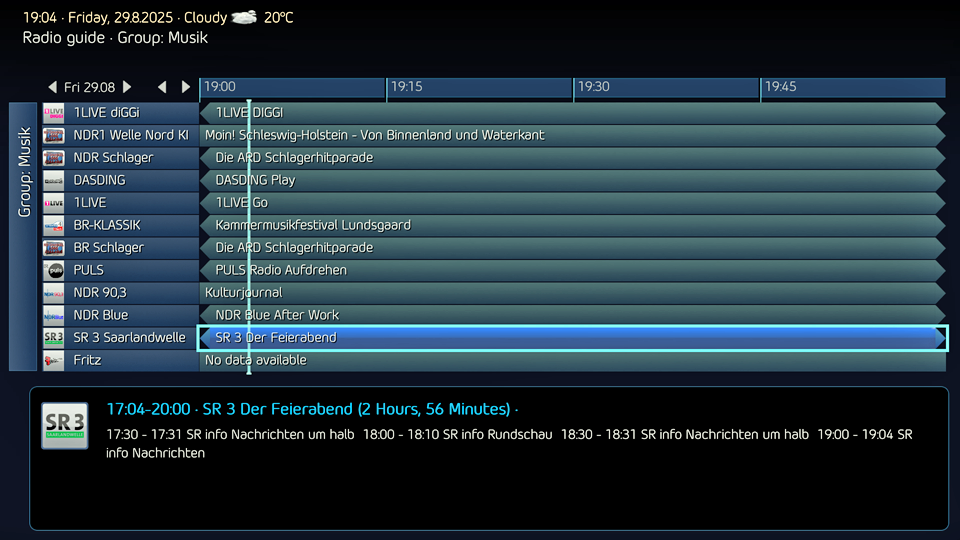 19:04 · Friday, 29.8.2025 · Cloudy 20°C
Radio guide · Group: Musik
Fri 29.08 19:00 19:15 19:30 19:45
Group: Musik
1LIVE diGGi 1LIVE DIGGI
NDR1 Welle Nord KI Moin! Schleswig-Holstein - Von Binnenland und Waterkant
NDR Schlager Die ARD Schlagerhitparade
DASDING DASDING Play
1LIVE 1LIVE Go
BR-KLASSIK Kammermusikfestival Lundsgaard
BR Schlager Die ARD Schlagerhitparade
PULS PULS Radio Aufdrehen
NDR 90,3 Kulturjournal
NDR Blue NDR Blue After Work
SR 3 SR 3 Saarlandwelle SR 3 Der Feierabend
Fritz No data available
SR 3
SAARLANDWELLE
17:04-20:00 · SR 3 Der Feierabend (2 Hours, 56 Minutes) ·
17:30 - 17:31 SR info Nachrichten um halb 18:00 - 18:10 SR info Rundschau 18:30 - 18:31 SR info Nachrichten um halb 19:00 - 19:04 SR
info Nachrichten